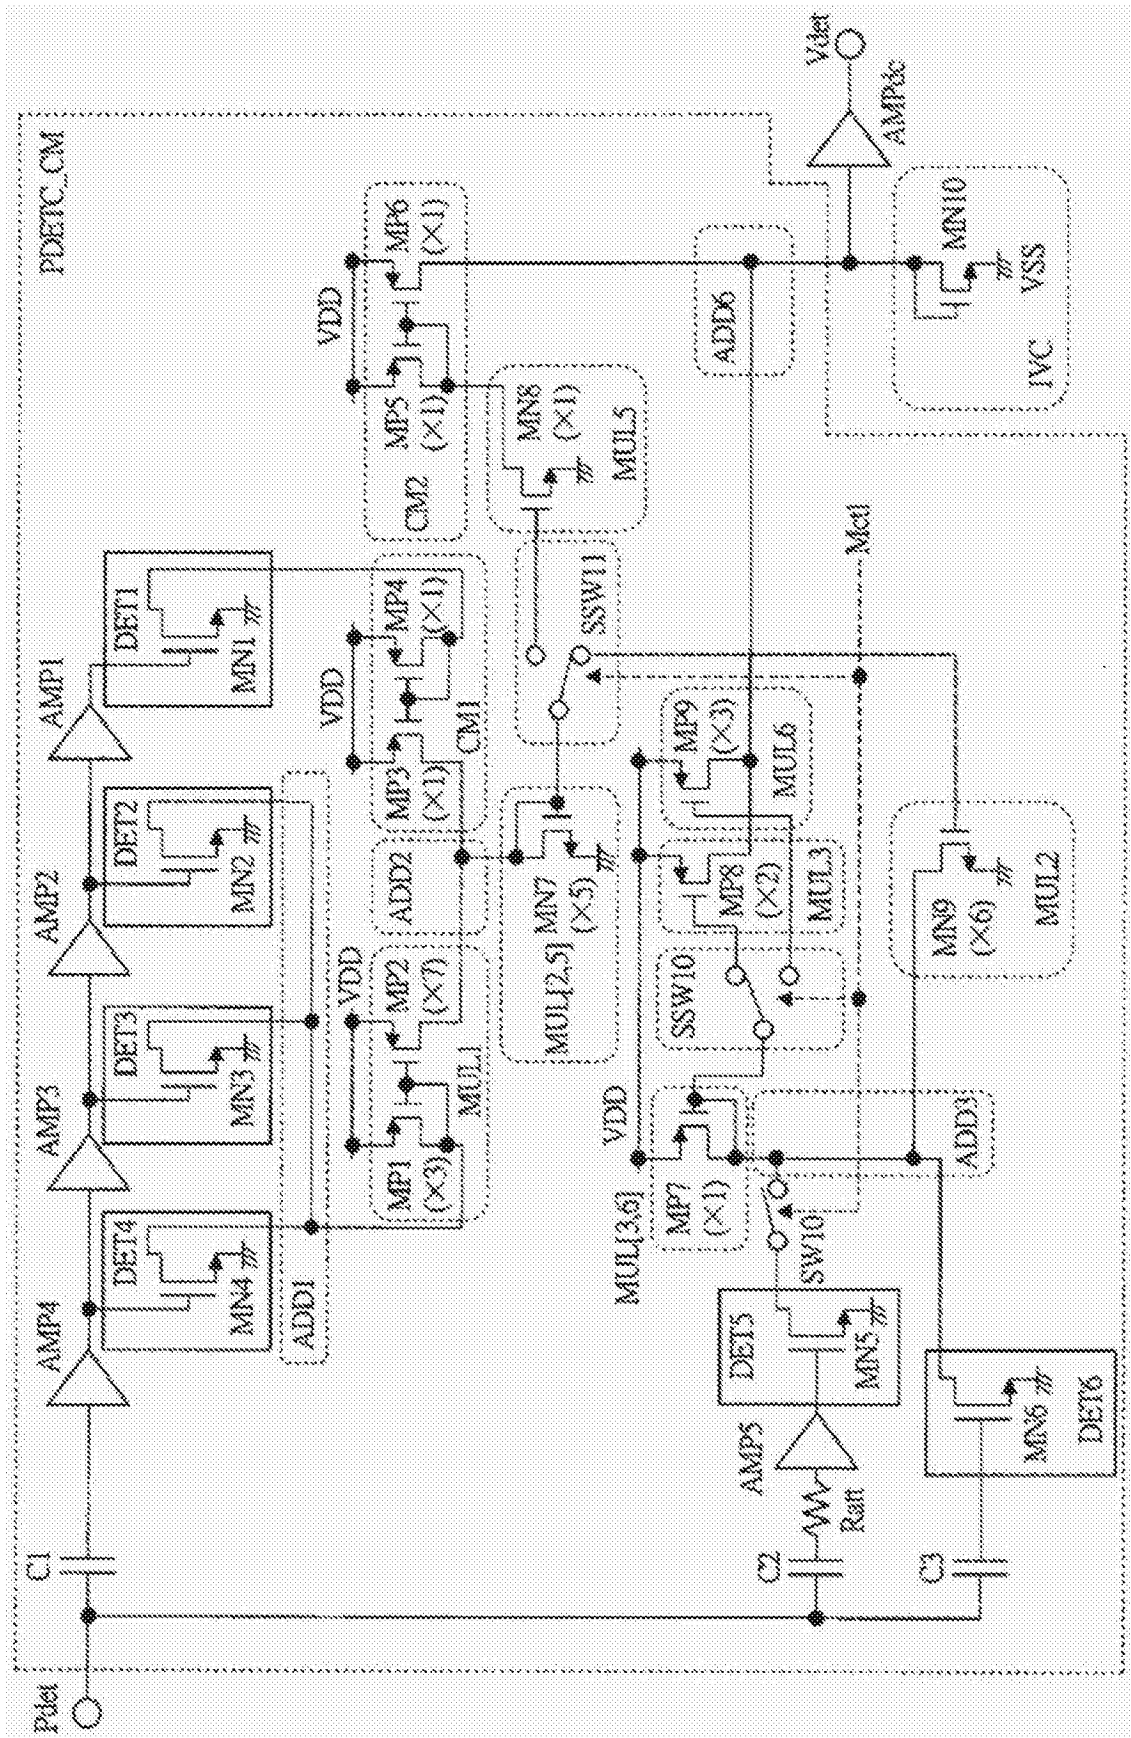 Pdet
C1
AMP4
AMP3
AMP2
AMP1
PDETC_CM
DET4
MN4
DET3
MN3
DET2
MN2
DET1
MN1
ADD1
VDD
MP1
(×3)
MP2
(×7)
MUL1
ADD2
VDD
MP3
(×1)
MP4
(×1)
CM1
VDD
MP5
(×1)
MP6
(×1)
CM2
MN7
(×5)
MUL[2,5]
SSW11
MN8
(×1)
MUL5
VDD
MUL[3,6]
MP7
(×1)
SSW10
MP8
(×2)
MUL3
MP9
(×3)
MUL6
ADD6
C2
Ratt
AMP5
DET5
MN5
SW10
ADD3
Mctl
MN9
(×6)
MUL2
C3
MN6
DET6
IVC
MN10
VSS
AMPdc
Vdet